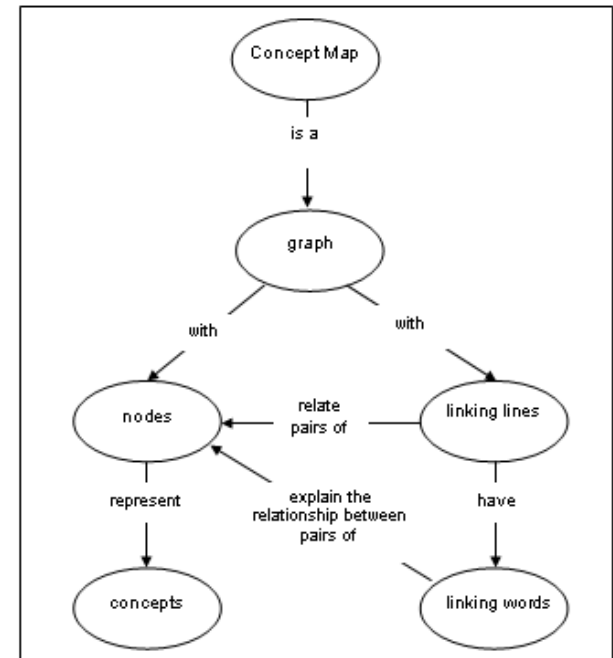 Concept Map
is a
graph
with
with
nodes
relate
pairs of
linking lines
represent
explain the
relationship between
pairs of
have
concepts
linking words